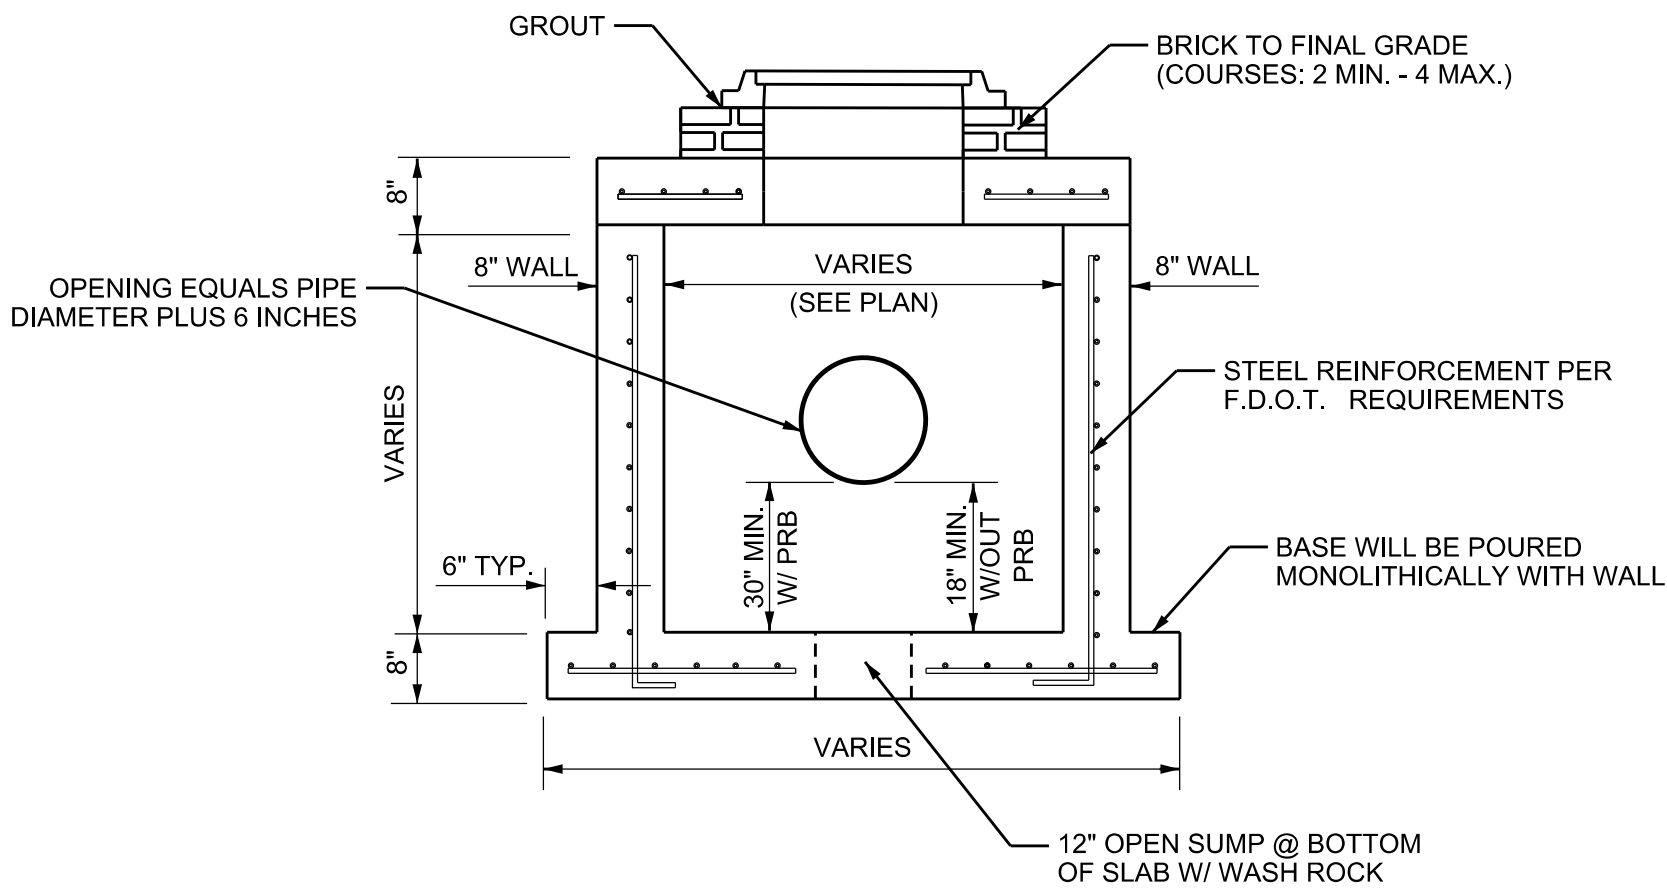 GROUT
BRICK TO FINAL GRADE
(COURSES: 2 MIN. - 4 MAX.)
8"
8" WALL
VARIES
(SEE PLAN)
8" WALL
OPENING EQUALS PIPE
DIAMETER PLUS 6 INCHES
VARIES
STEEL REINFORCEMENT PER
F.D.O.T. REQUIREMENTS
30" MIN.
W/ PRB
18" MIN.
W/OUT
PRB
6" TYP.
BASE WILL BE POURED
MONOLITHICALLY WITH WALL
8"
VARIES
12" OPEN SUMP @ BOTTOM
OF SLAB W/ WASH ROCK